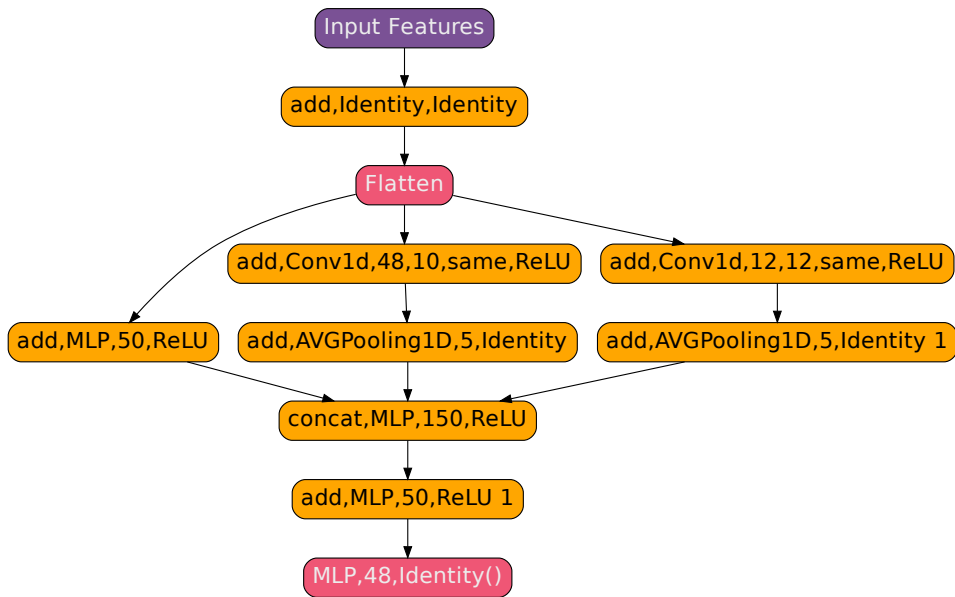 Input Features
add,Identity,Identity
Flatten
add,Conv1d,48,10,same,ReLU
add,Conv1d,12,12,same,ReLU
add,MLP,50,ReLU
add,AVGPooling1D,5,Identity
add,AVGPooling1D,5,Identity 1
concat,MLP,150,ReLU
add,MLP,50,ReLU 1
MLP,48,Identity()